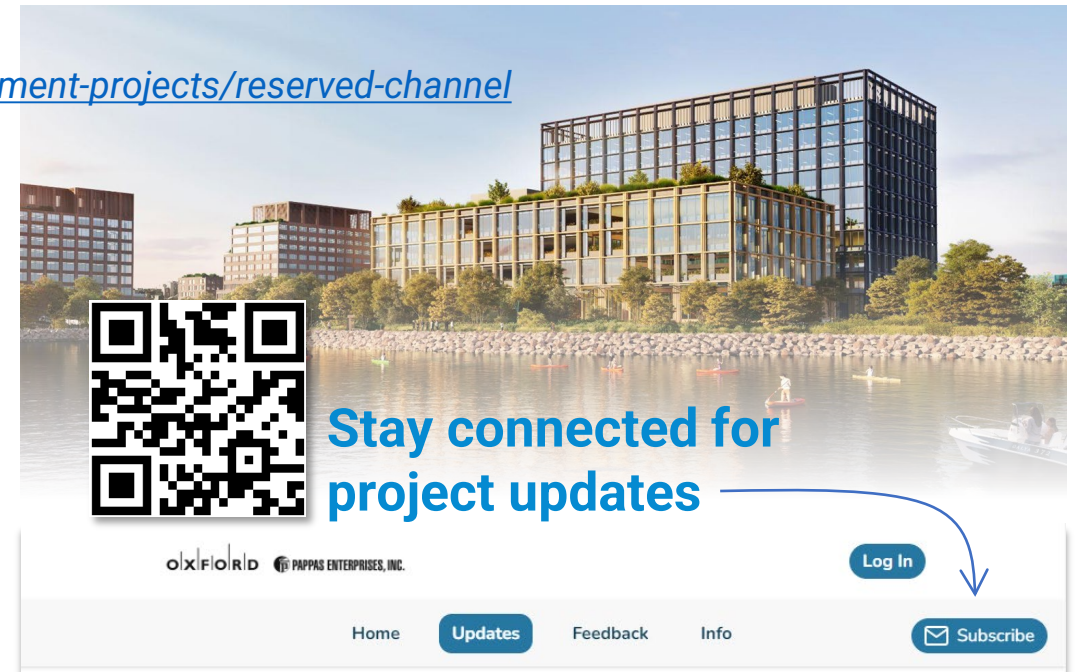 ment-projects/reserved-channel
Stay connected for
project updates
OXFORD PAPPAS ENTERPRISES, INC.
Log In
Home Updates Feedback Info Subscribe